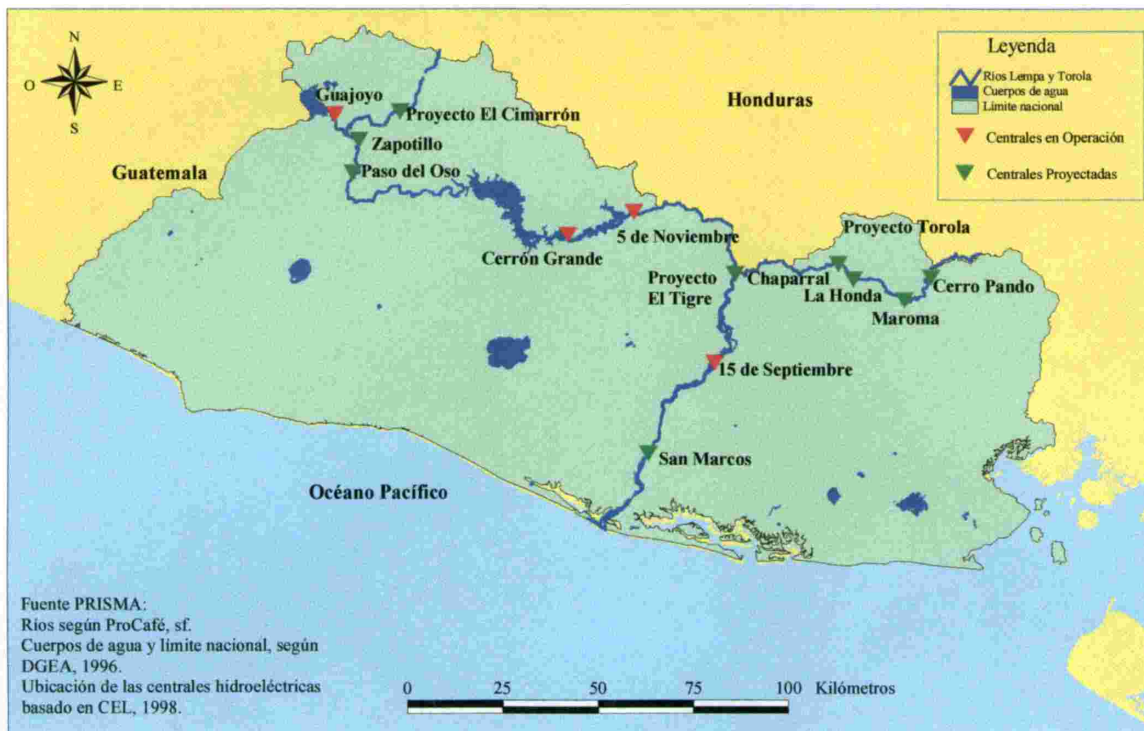 N
O
E
S
Leyenda
Ríos Lempa y Torola
Cuerpos de agua
Límite nacional
Centrales en Operación
Centrales Proyectadas
Honduras
Guatemala
Guajoyo
Proyecto El Cimarrón
Zapotillo
Paso del Oso
5 de Noviembre
Cerrón Grande
Proyecto Torola
Proyecto
El Tigre
Chaparral
La Honda
Cerro Pando
Maroma
15 de Septiembre
San Marcos
Océano Pacífico
Fuente PRISMA:
Ríos según ProCafé, sf.
Cuerpos de agua y límite nacional, según
DGEA, 1996.
Ubicación de las centrales hidroeléctricas
basado en CEL, 1998.
0 25 50 75 100 Kilómetros